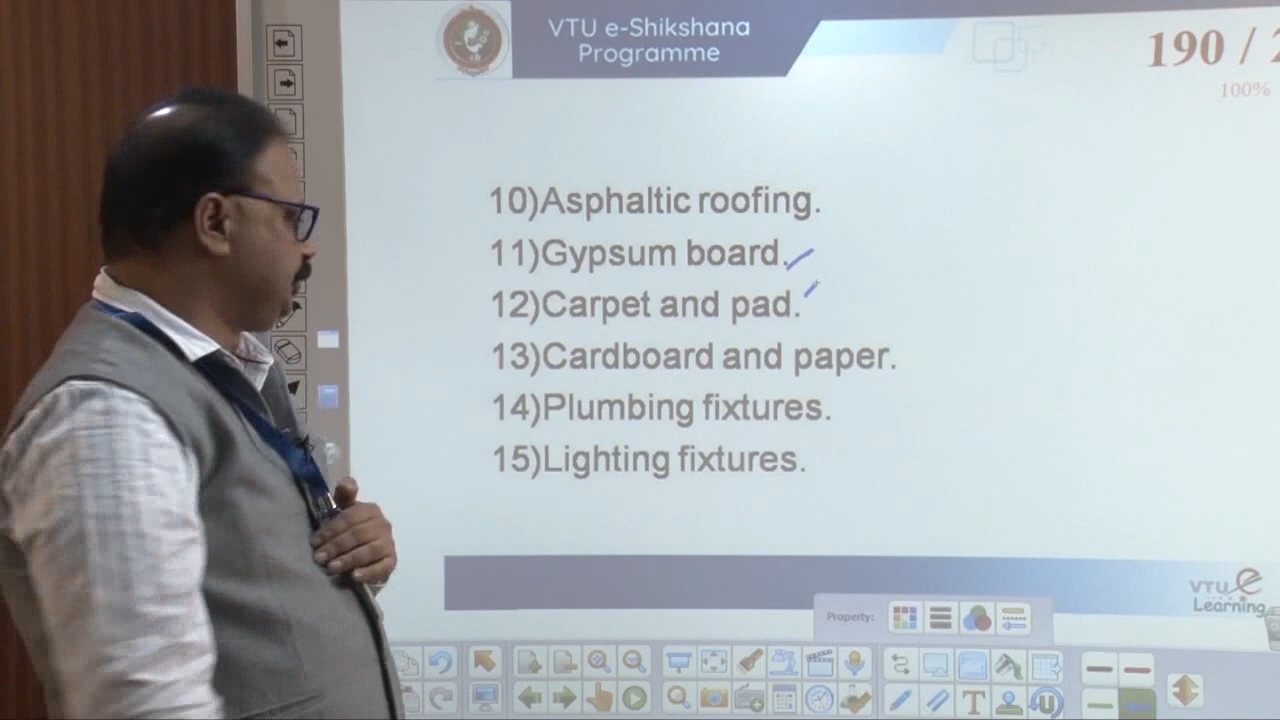 VTU e-Shikshana
Programme
190 / 2
100%
10)Asphaltic roofing.
11)Gypsum board.
12)Carpet and pad.
13)Cardboard and paper.
14)Plumbing fixtures.
15)Lighting fixtures.
VTU e
Learning
Property: